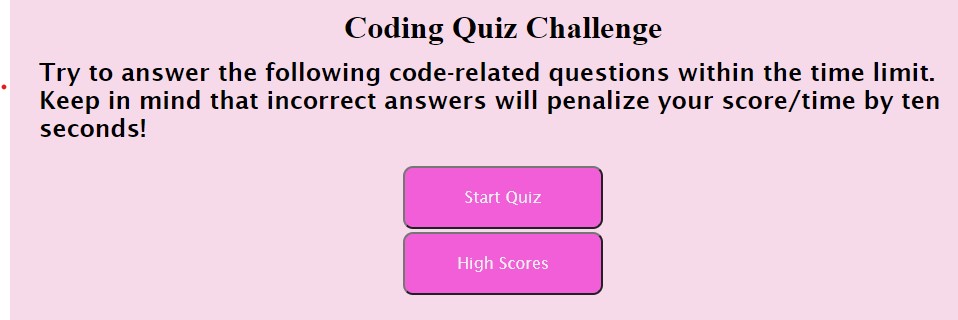 Coding Quiz Challenge
Try to answer the following code-related questions within the time limit.
Keep in mind that incorrect answers will penalize your score/time by ten
seconds!
Start Quiz
High Scores